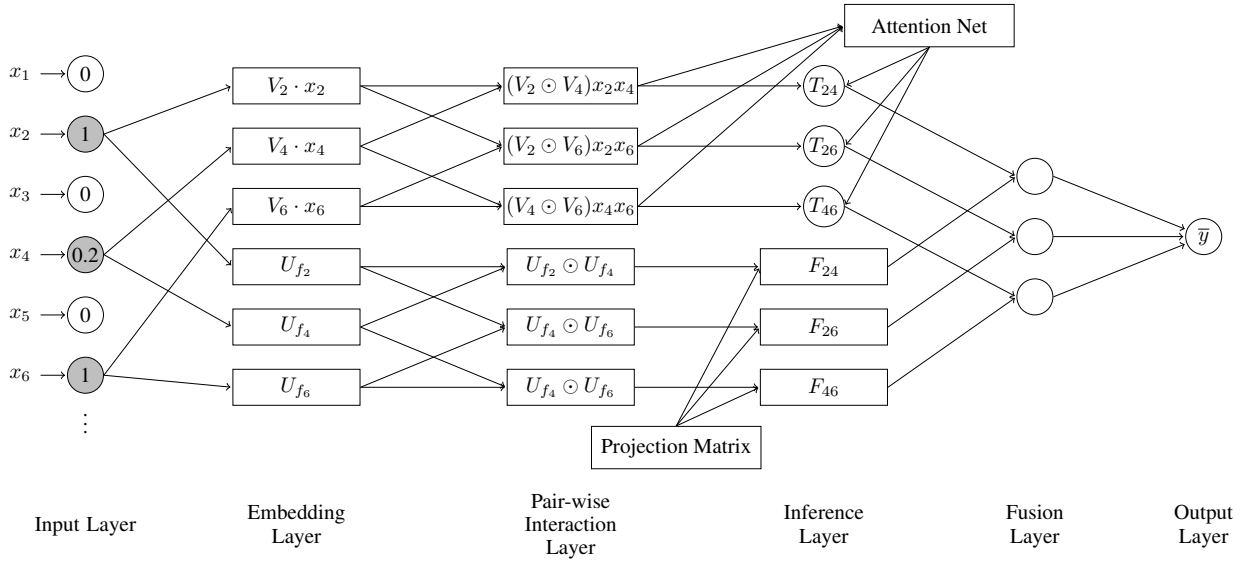 Attention Net
x₁ 0
x₂ 1
x₃ 0
x₄ 0.2
x₅ 0
x₆ 1
⋮
V₂ · x₂
V₄ · x₄
V₆ · x₆
U_{f₂}
U_{f₄}
U_{f₆}
(V₂ ⊙ V₄)x₂x₄
(V₂ ⊙ V₆)x₂x₆
(V₄ ⊙ V₆)x₄x₆
U_{f₂} ⊙ U_{f₄}
U_{f₄} ⊙ U_{f₆}
U_{f₄} ⊙ U_{f₆}
Projection Matrix
T₂₄
T₂₆
T₄₆
F₂₄
F₂₆
F₄₆
y̅
Input Layer
Embedding
Layer
Pair-wise
Interaction
Layer
Inference
Layer
Fusion
Layer
Output
Layer